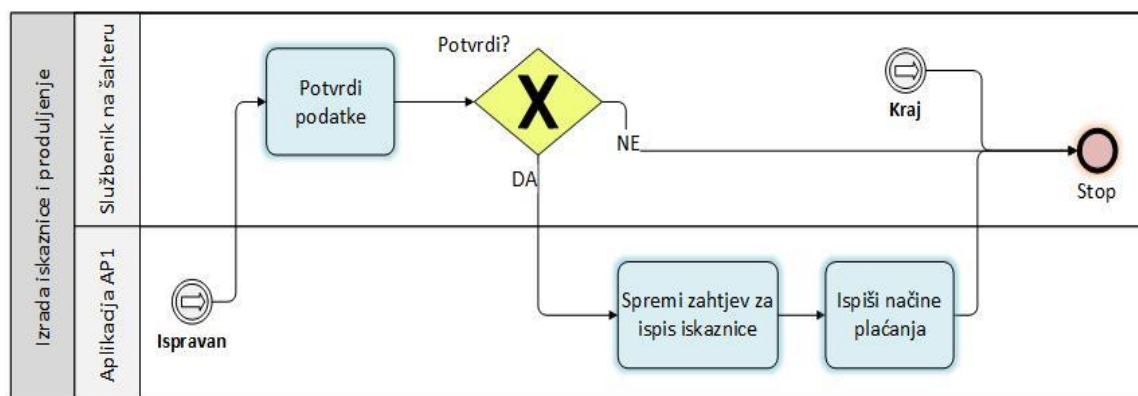 Izrada iskaznice i produljenje
Službenik na šalteru
Potvrdi
podatke
Potvrdi?
X
NE
DA
Kraj
Stop
Aplikacija AP1
Ispravan
Spremi zahtjev za
ispis iskaznice
Ispiši načine
plaćanja